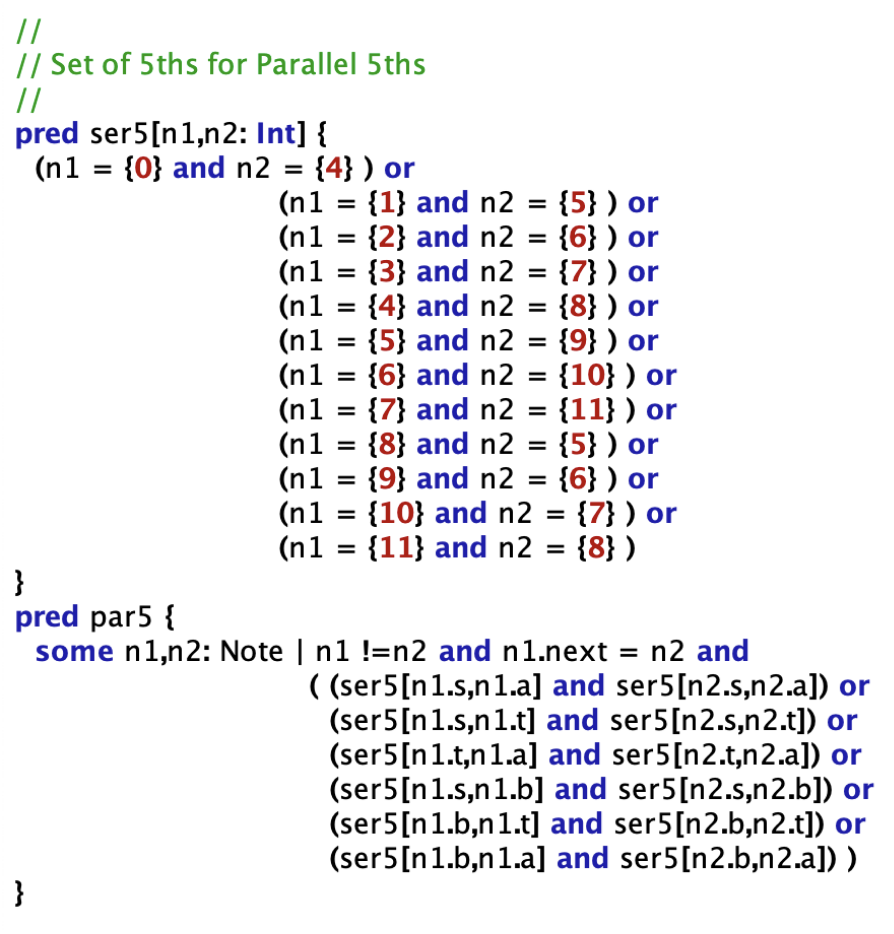 //
// Set of 5ths for Parallel 5ths
//
pred ser5[n1,n2: Int] {
(n1 = {0} and n2 = {4} ) or
(n1 = {1} and n2 = {5} ) or
(n1 = {2} and n2 = {6} ) or
(n1 = {3} and n2 = {7} ) or
(n1 = {4} and n2 = {8} ) or
(n1 = {5} and n2 = {9} ) or
(n1 = {6} and n2 = {10} ) or
(n1 = {7} and n2 = {11} ) or
(n1 = {8} and n2 = {5} ) or
(n1 = {9} and n2 = {6} ) or
(n1 = {10} and n2 = {7} ) or
(n1 = {11} and n2 = {8} )
}
pred par5 {
some n1,n2: Note | n1 !=n2 and n1.next = n2 and
( (ser5[n1.s,n1.a] and ser5[n2.s,n2.a]) or
(ser5[n1.s,n1.t] and ser5[n2.s,n2.t]) or
(ser5[n1.t,n1.a] and ser5[n2.t,n2.a]) or
(ser5[n1.s,n1.b] and ser5[n2.s,n2.b]) or
(ser5[n1.b,n1.t] and ser5[n2.b,n2.t]) or
(ser5[n1.b,n1.a] and ser5[n2.b,n2.a]) )
}